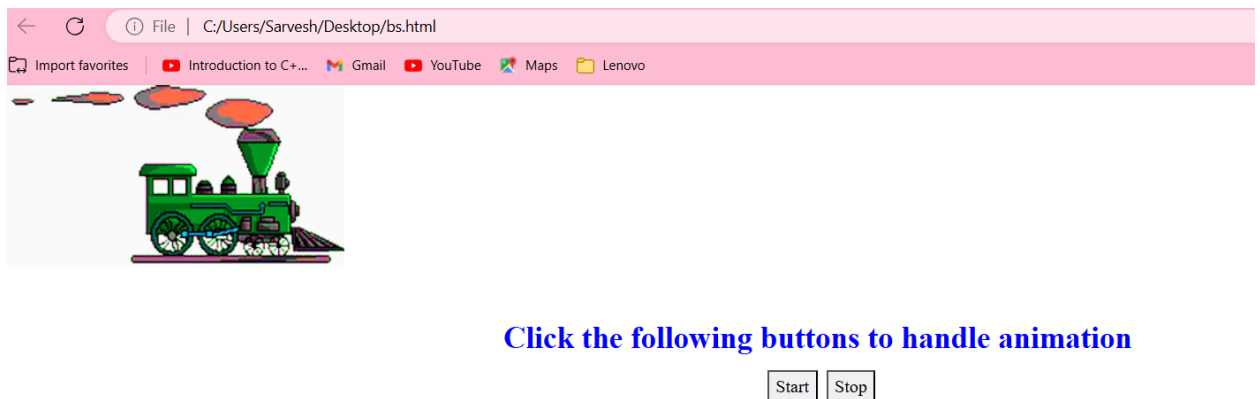 File | C:/Users/Sarvesh/Desktop/bs.html
Import favorites | Introduction to C+... Gmail YouTube Maps Lenovo
Click the following buttons to handle animation
Start Stop